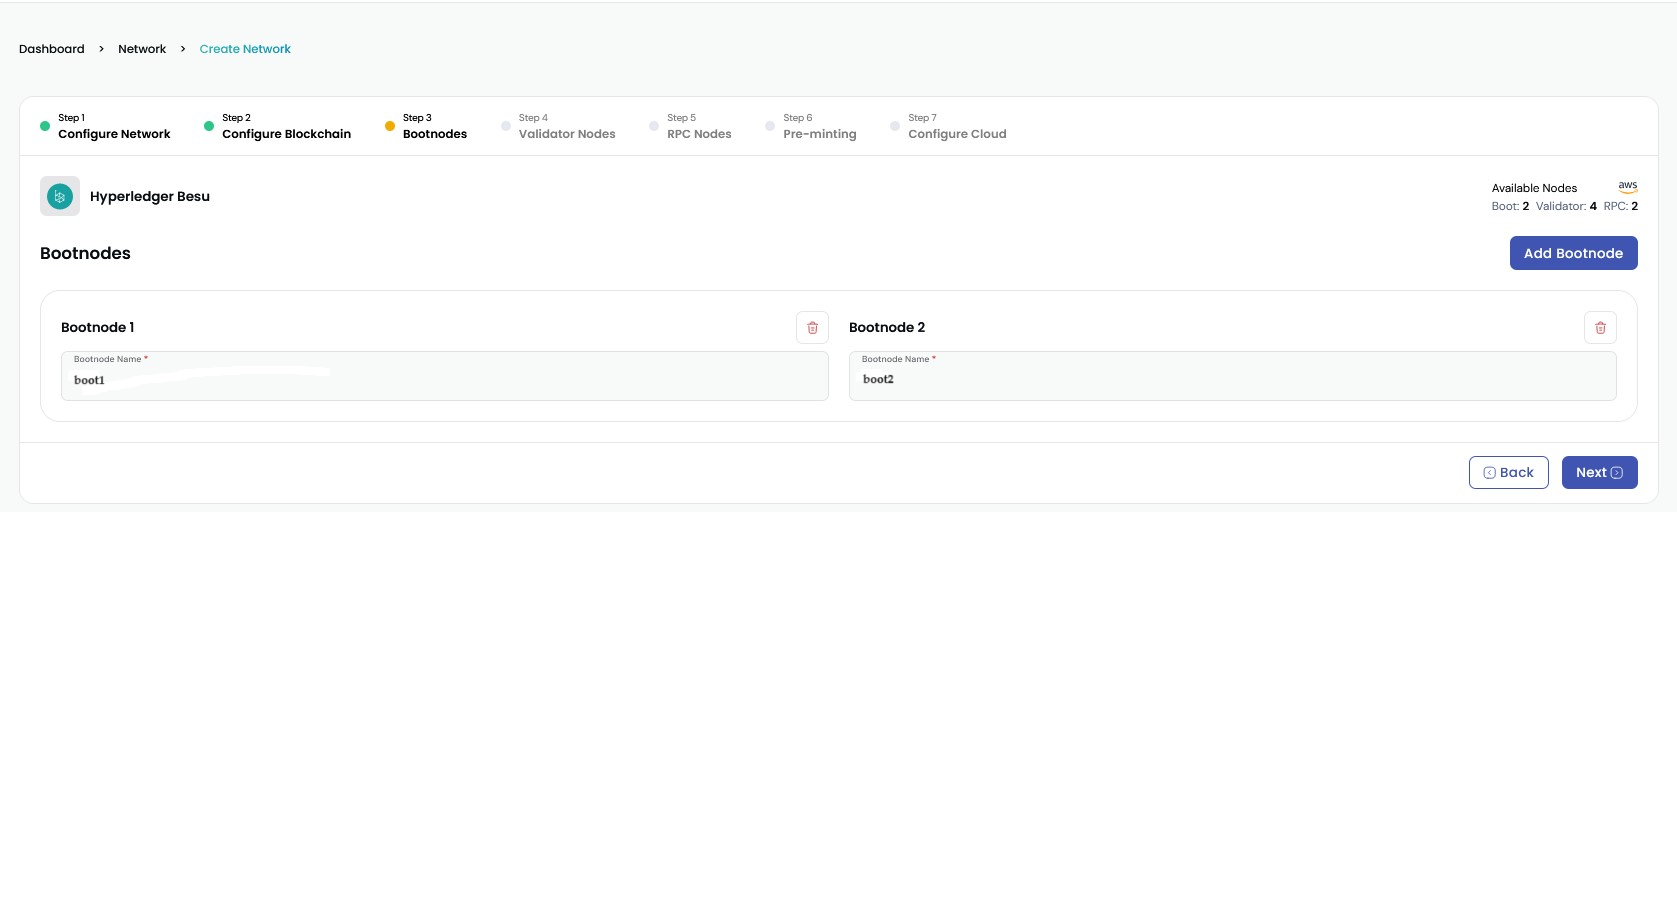 Dashboard > Network > Create Network
Step 1 Step 2 Step 3 Step 4 Step 5 Step 6 Step 7
Configure Network Configure Blockchain Bootnodes Validator Nodes RPC Nodes Pre-minting Configure Cloud
Hyperledger Besu
Available Nodes aws
Boot: 2 Validator: 4 RPC: 2
Bootnodes
Add Bootnode
Bootnode 1
Bootnode Name *
boot1
Bootnode 2
Bootnode Name *
boot2
Back
Next